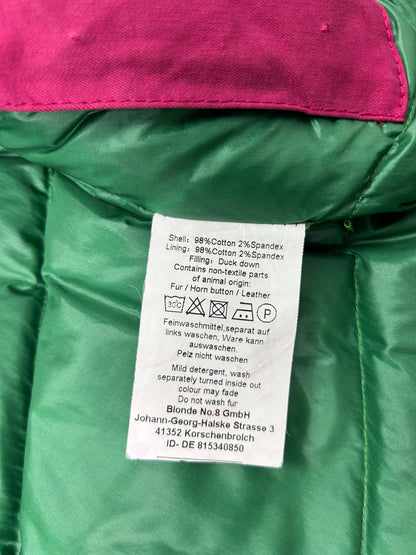 Shell: 98%Cotton 2%Spandex
Lining: 98%Cotton 2%Spandex
Filling: Duck down
Contains non-textile parts
of animal origin:
Fur / Horn button / Leather
30°C P
Feinwaschmittel,separat auf
links waschen, Ware kann
auswaschen.
Pelz nicht waschen
Mild detergent, wash
separately turned inside out
colour may fade
Do not wash fur
Blonde No.8 GmbH
Johann-Georg-Halske Strasse 3
41352 Korschenbroich
ID- DE 815340850